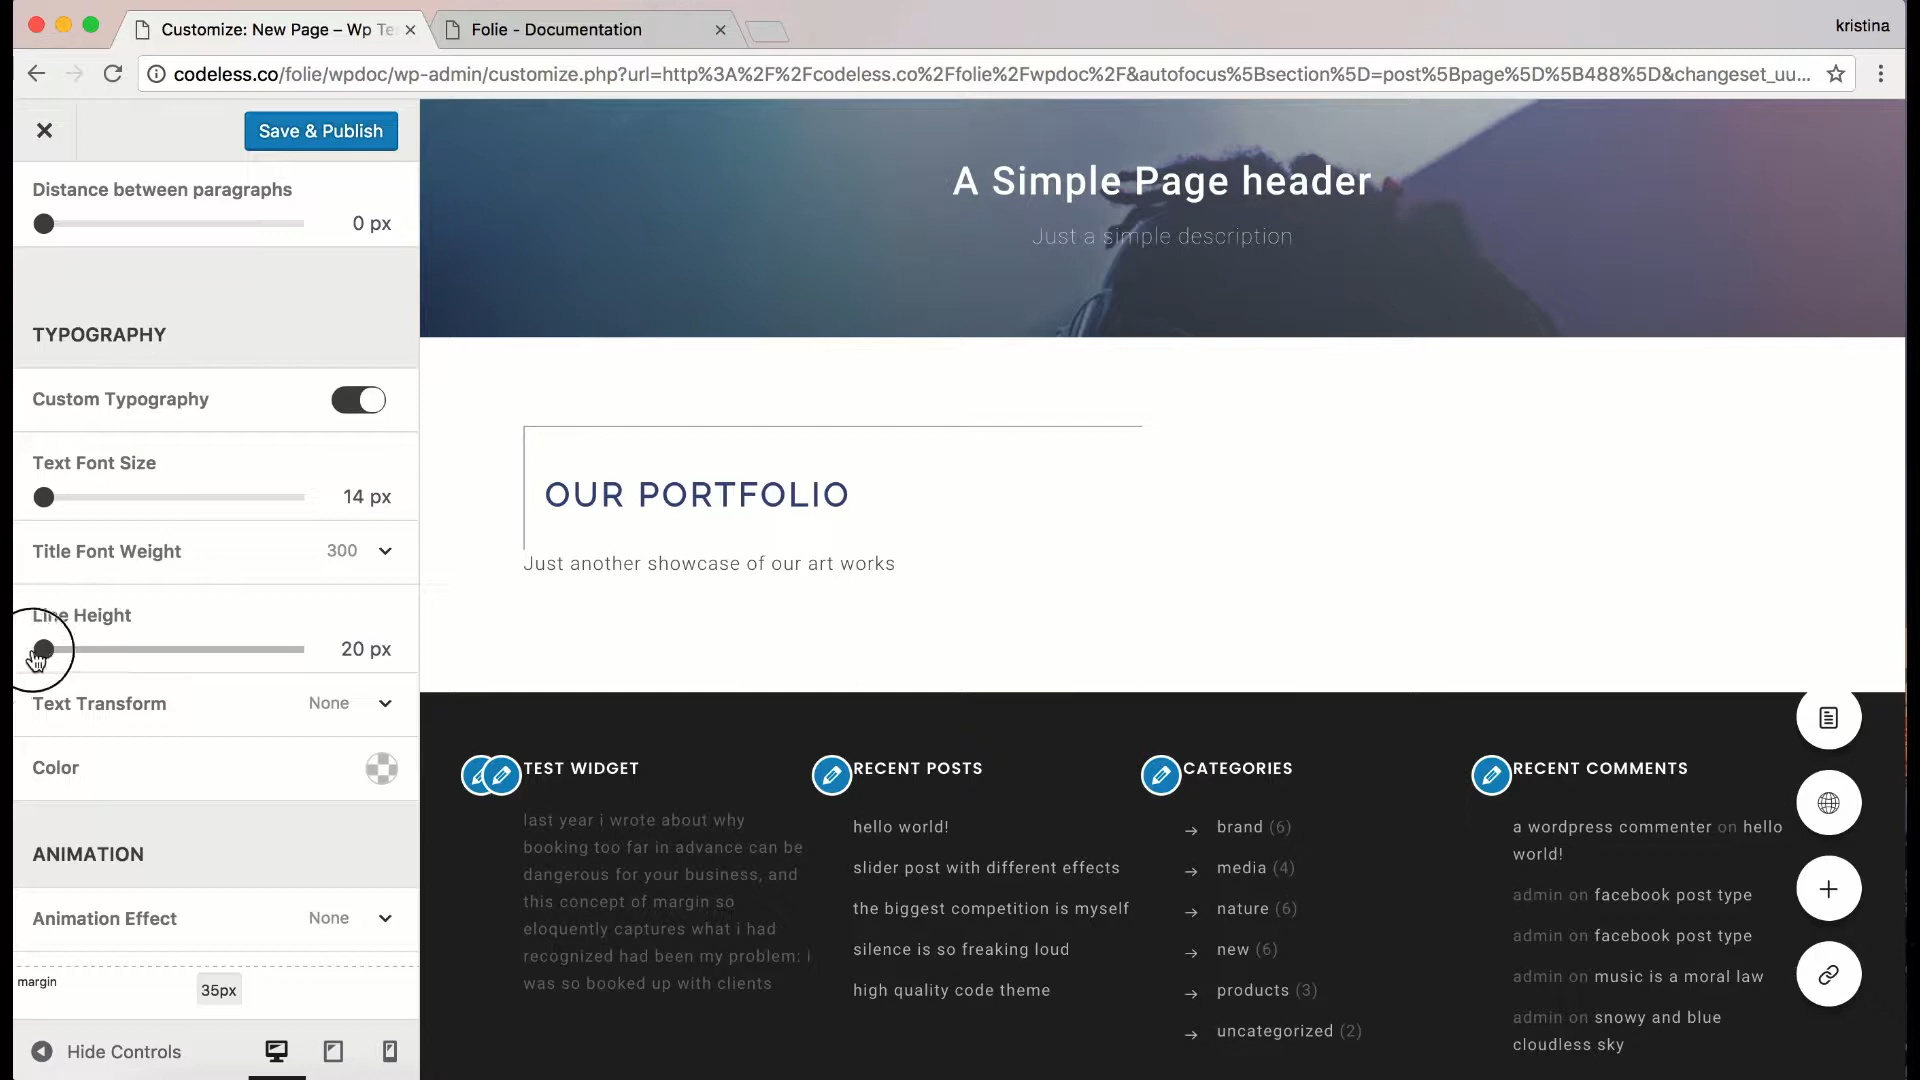 Customize: New Page – Wp Te
Folie - Documentation
kristina
codeless.co/folie/wpdoc/wp-admin/customize.php?url=http%3A%2F%2Fcodeless.co%2Ffolie%2Fwpdoc%2F&autofocus%5Bsection%5D=post%5Bpage%5D%5B488%5D&changeset_uu...
Save & Publish
Distance between paragraphs
0 px
TYPOGRAPHY
Custom Typography
Text Font Size
14 px
Title Font Weight
300
Line Height
20 px
Text Transform
None
Color
ANIMATION
Animation Effect
None
margin
35px
Hide Controls
A Simple Page header
Just a simple description
OUR PORTFOLIO
Just another showcase of our art works
TEST WIDGET
last year i wrote about why
booking too far in advance can be
dangerous for your business, and
this concept of margin so
eloquently captures what i had
recognized had been my problem: i
was so booked up with clients
RECENT POSTS
hello world!
slider post with different effects
the biggest competition is myself
silence is so freaking loud
high quality code theme
CATEGORIES
→ brand (6)
→ media (4)
→ nature (6)
→ new (6)
→ products (3)
→ uncategorized (2)
RECENT COMMENTS
a wordpress commenter on hello
world!
admin on facebook post type
admin on facebook post type
admin on music is a moral law
admin on snowy and blue
cloudless sky